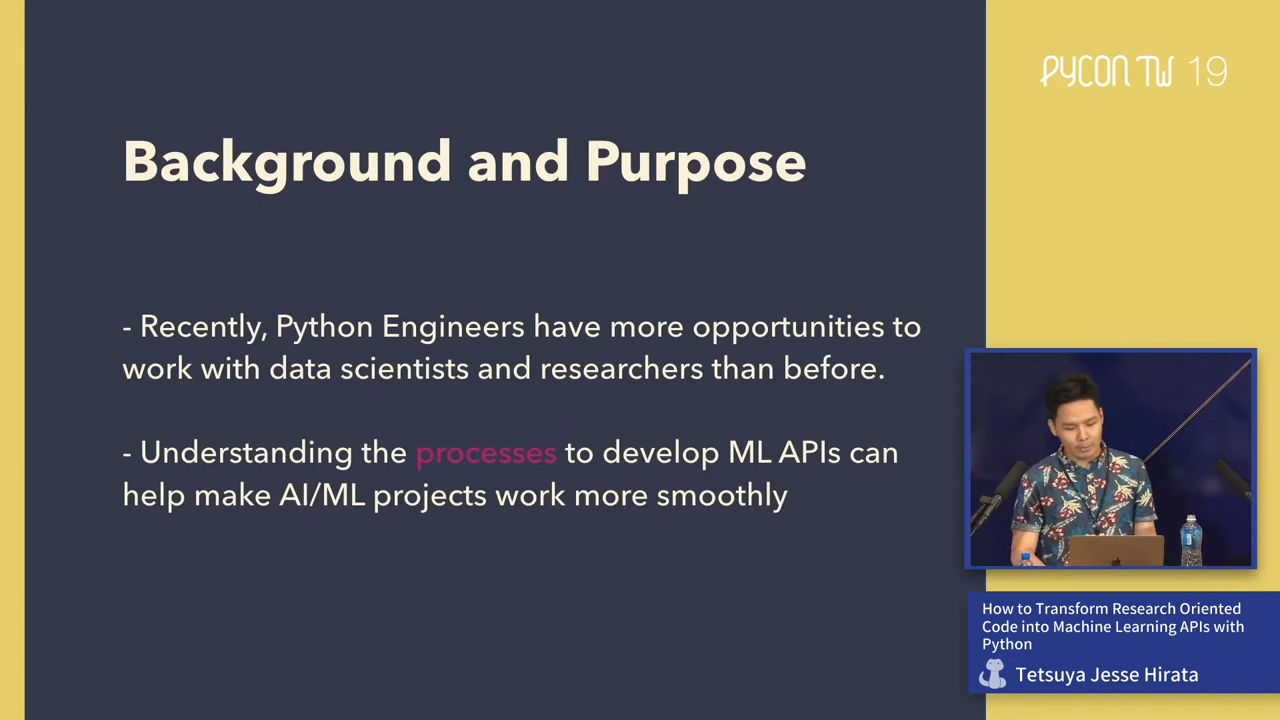 PYCON TW 19
Background and Purpose
- Recently, Python Engineers have more opportunities to
work with data scientists and researchers than before.
- Understanding the processes to develop ML APIs can
help make AI/ML projects work more smoothly
How to Transform Research Oriented
Code into Machine Learning APIs with
Python
Tetsuya Jesse Hirata